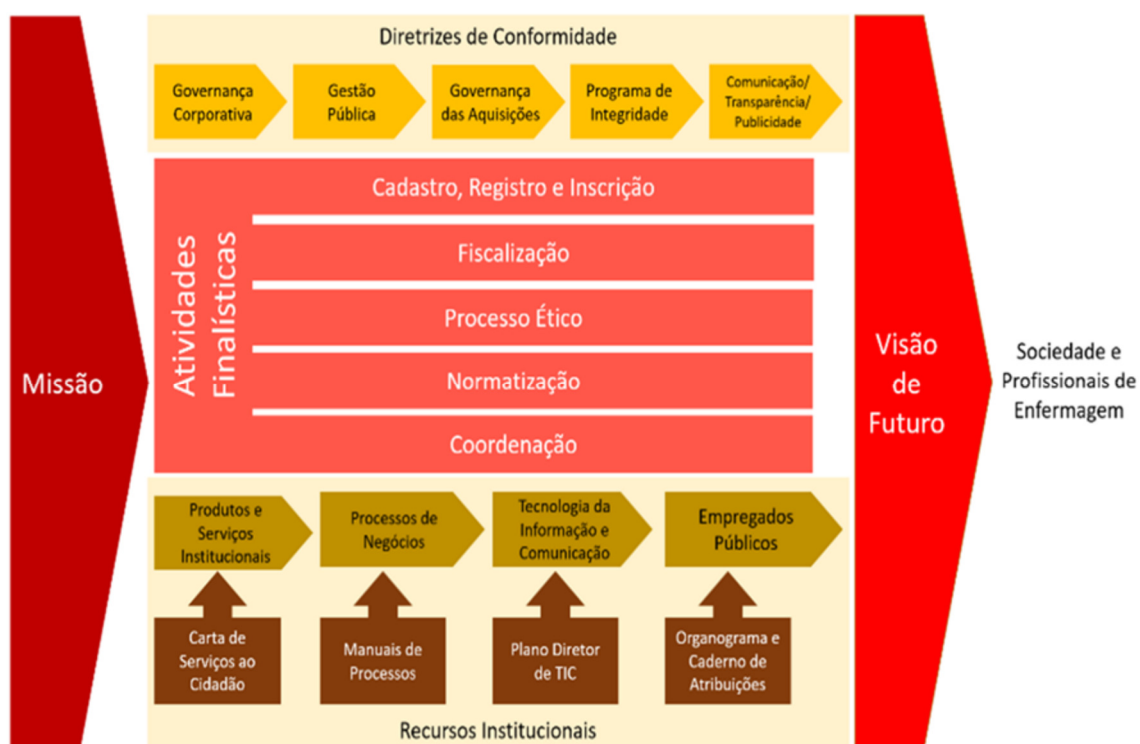 Diretrizes de Conformidade
Governança
Corporativa
Gestão
Pública
Governança
das Aquisições
Programa de
Integridade
Comunicação/
Transparência/
Publicidade
Missão
Atividades
Finalísticas
Cadastro, Registro e Inscrição
Fiscalização
Processo Ético
Normatização
Coordenação
Visão
de
Futuro
Sociedade e
Profissionais de
Enfermagem
Produtos e
Serviços
Institucionais
Processos de
Negócios
Tecnologia da
Informação e
Comunicação
Empregados
Públicos
Carta de
Serviços ao
Cidadão
Manuais de
Processos
Plano Diretor
de TIC
Organograma e
Caderno de
Atribuições
Recursos Institucionais